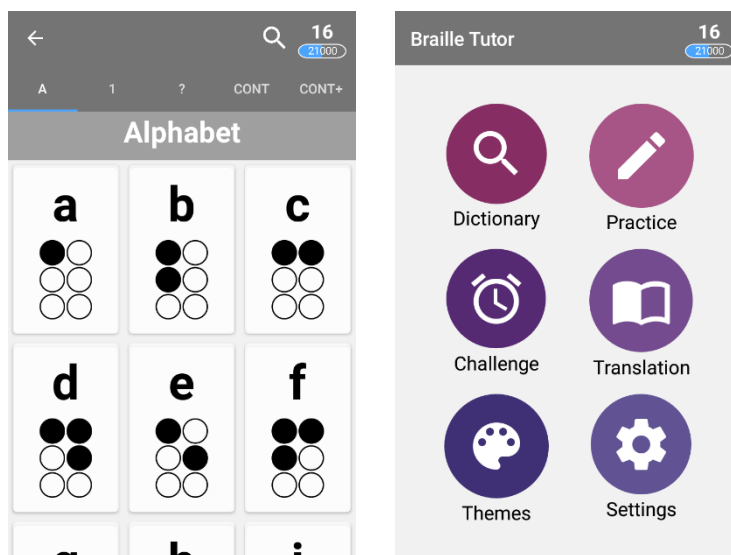 16
21000
A 1 ? CONT CONT+
Alphabet
a b c
d e f
Braille Tutor
16
21000
Dictionary Practice
Challenge Translation
Themes Settings